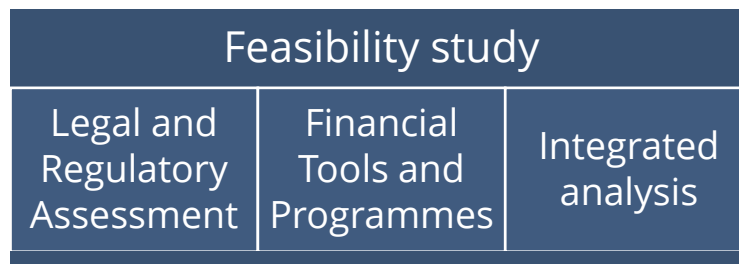 Feasibility study
Legal and
Regulatory
Assessment
Financial
Tools and
Programmes
Integrated
analysis